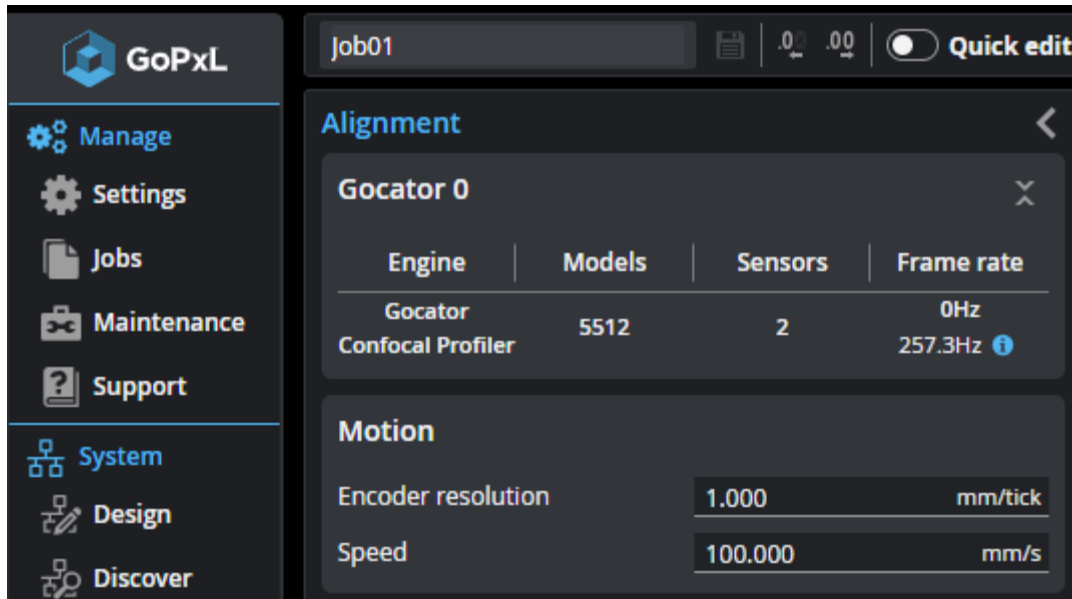 GoPxL
Manage
Settings
Jobs
Maintenance
Support
System
Design
Discover
Job01
.00
.00
Quick edit
Alignment
Gocator 0
Engine Models Sensors Frame rate
Gocator Confocal Profiler 5512 2 0Hz
257.3Hz
Motion
Encoder resolution 1.000 mm/tick
Speed 100.000 mm/s